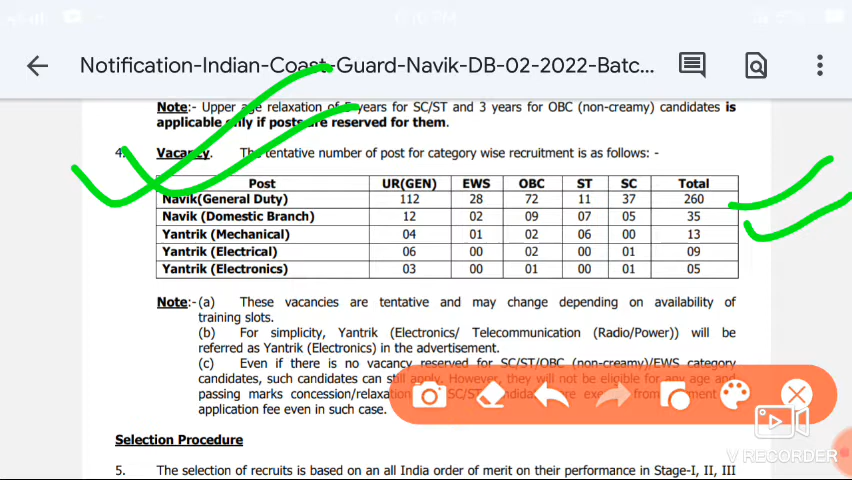 Notification-Indian-Coast-Guard-Navik-DB-02-2022-Batc...
Note:- Upper age relaxation of 5 years for SC/ST and 3 years for OBC (non-creamy) candidates is
applicable only if posts are reserved for them.
4. Vacancy. The tentative number of post for category wise recruitment is as follows: -
Post UR(GEN) EWS OBC ST SC Total
Navik(General Duty) 112 28 72 11 37 260
Navik (Domestic Branch) 12 02 09 07 05 35
Yantrik (Mechanical) 04 01 02 06 00 13
Yantrik (Electrical) 06 00 02 00 01 09
Yantrik (Electronics) 03 00 01 00 01 05
Note:- (a) These vacancies are tentative and may change depending on availability of
training slots.
(b) For simplicity, Yantrik (Electronics/ Telecommunication (Radio/Power)) will be
referred as Yantrik (Electronics) in the advertisement.
(c) Even if there is no vacancy reserved for SC/ST/OBC (non-creamy)/EWS category
candidates, such candidates can still apply. However, they will not be eligible for any age and
passing marks concession/relaxation SC/ST from
application fee even in such case.
Selection Procedure
5. The selection of recruits is based on an all India order of merit on their performance in Stage-I, II, III
V RECORDER